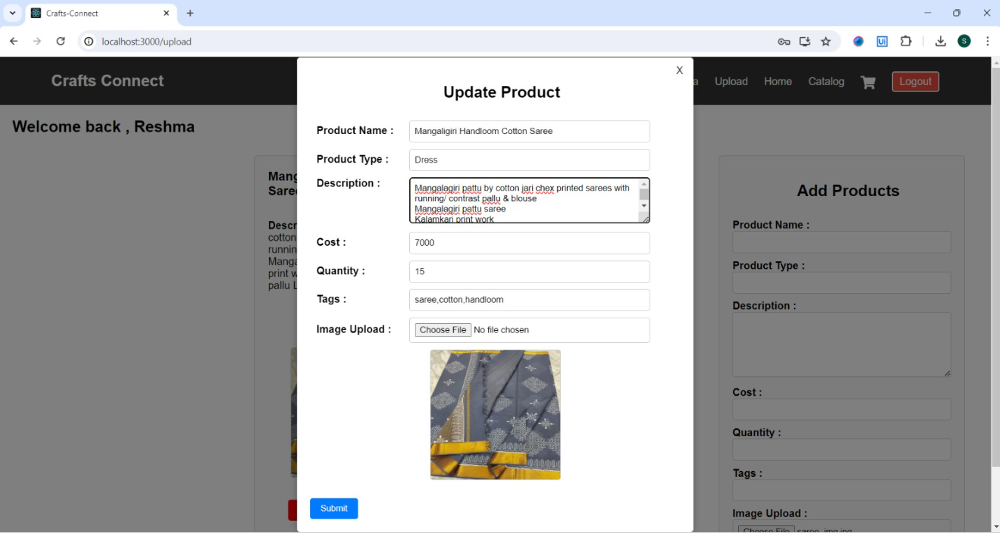 Crafts-Connect
localhost:3000/upload
S
Crafts Connect
Upload
Home
Catalog
Logout
Welcome back , Reshma
X
Update Product
Product Name :
Mangaligiri Handloom Cotton Saree
Product Type :
Dress
Description :
Mangalagiri pattu by cotton jari chex printed sarees with
running/ contrast pallu & blouse
Mangalagiri pattu saree
Kalamkari print work
Cost :
7000
Quantity :
15
Tags :
saree,cotton,handloom
Image Upload :
Choose File No file chosen
Submit
Mang
Saree
Descr
cotton
runnin
Manga
print w
pallu L
Add Products
Product Name :
Product Type :
Description :
Cost :
Quantity :
Tags :
Image Upload :
Choose File saree_img.jpg